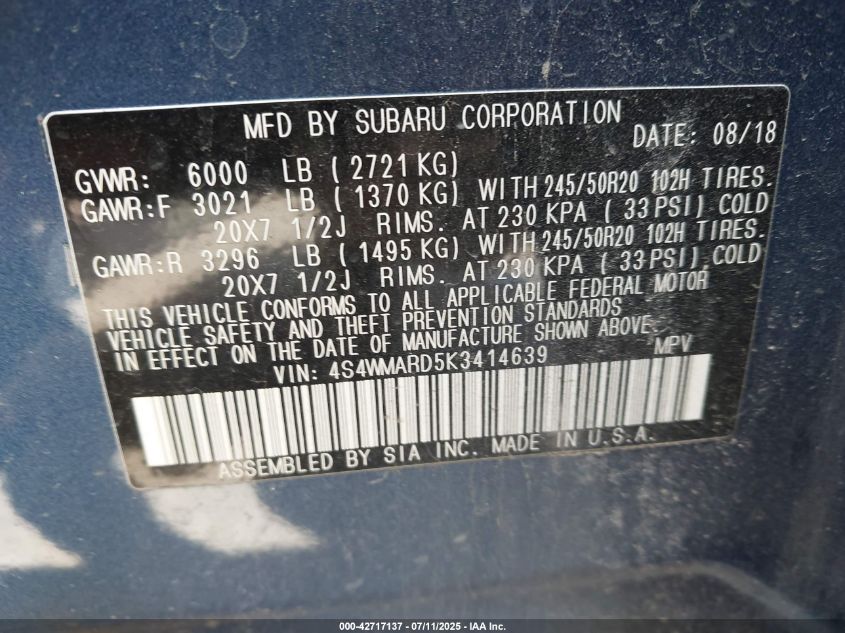 MFD BY SUBARU CORPORATION DATE: 08/18
GVWR: 6000 LB ( 2721 KG)
GAWR:F 3021 LB ( 1370 KG) WITH 245/50R20 102H TIRES.
20X7 1/2J RIMS. AT 230 KPA ( 33 PSI) COLD
GAWR:R 3296 LB ( 1495 KG) WITH 245/50R20 102H TIRES.
20X7 1/2J RIMS. AT 230 KPA ( 33 PSI) COLD
THIS VEHICLE CONFORMS TO ALL APPLICABLE FEDERAL MOTOR
VEHICLE SAFETY AND THEFT PREVENTION STANDARDS
IN EFFECT ON THE DATE OF MANUFACTURE SHOWN ABOVE.
VIN: 4S4WMARD5K3414639 MPV
ASSEMBLED BY SIA INC. MADE IN U.S.A.
000-42717137 - 07/11/2025 - IAA Inc.